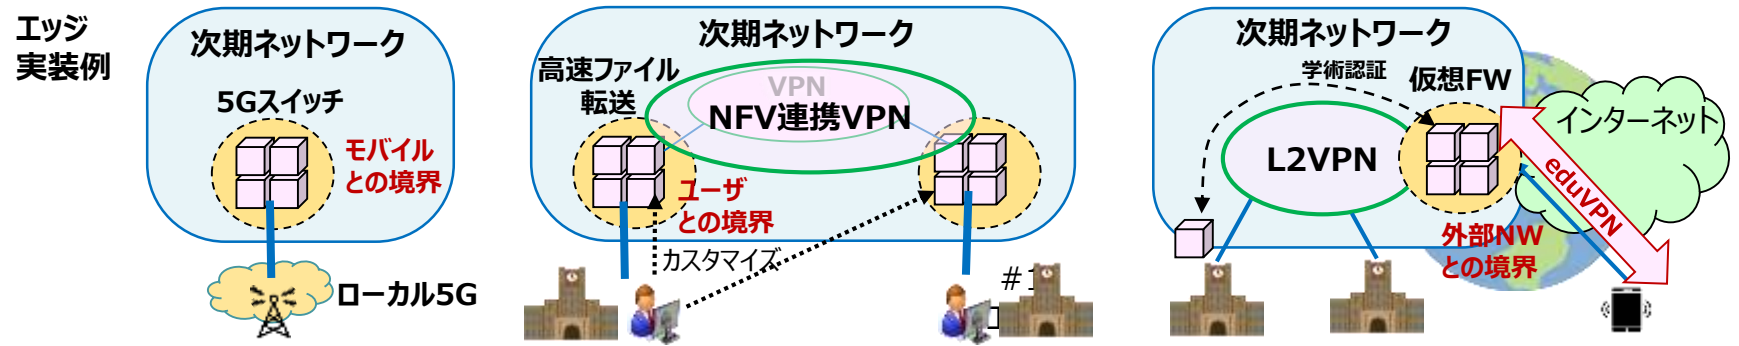 エッジ
実装例
次期ネットワーク
5Gスイッチ
モバイル
との境界
ローカル5G
次期ネットワーク
高速ファイル
転送
VPN
NFV連携VPN
ユーザ
との境界
カスタマイズ
#1
次期ネットワーク
学術認証
仮想FW
インターネット
L2VPN
eduVPN
外部NW
との境界